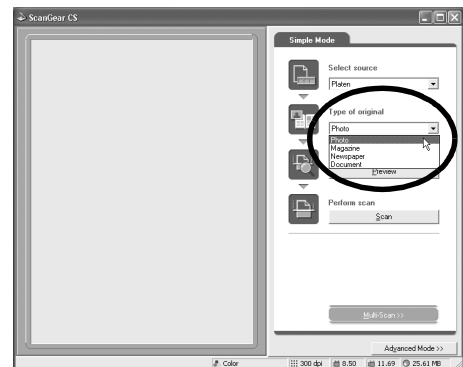 ScanGear CS
Simple Mode
Select source
Platen
Type of original
Photo
Photo
Magazine
Newspaper
Document
Preview
Perform scan
Scan
Multi-Scan >>
Advanced Mode >>
Color 300 dpi 8.50 11.69 25.61 MB